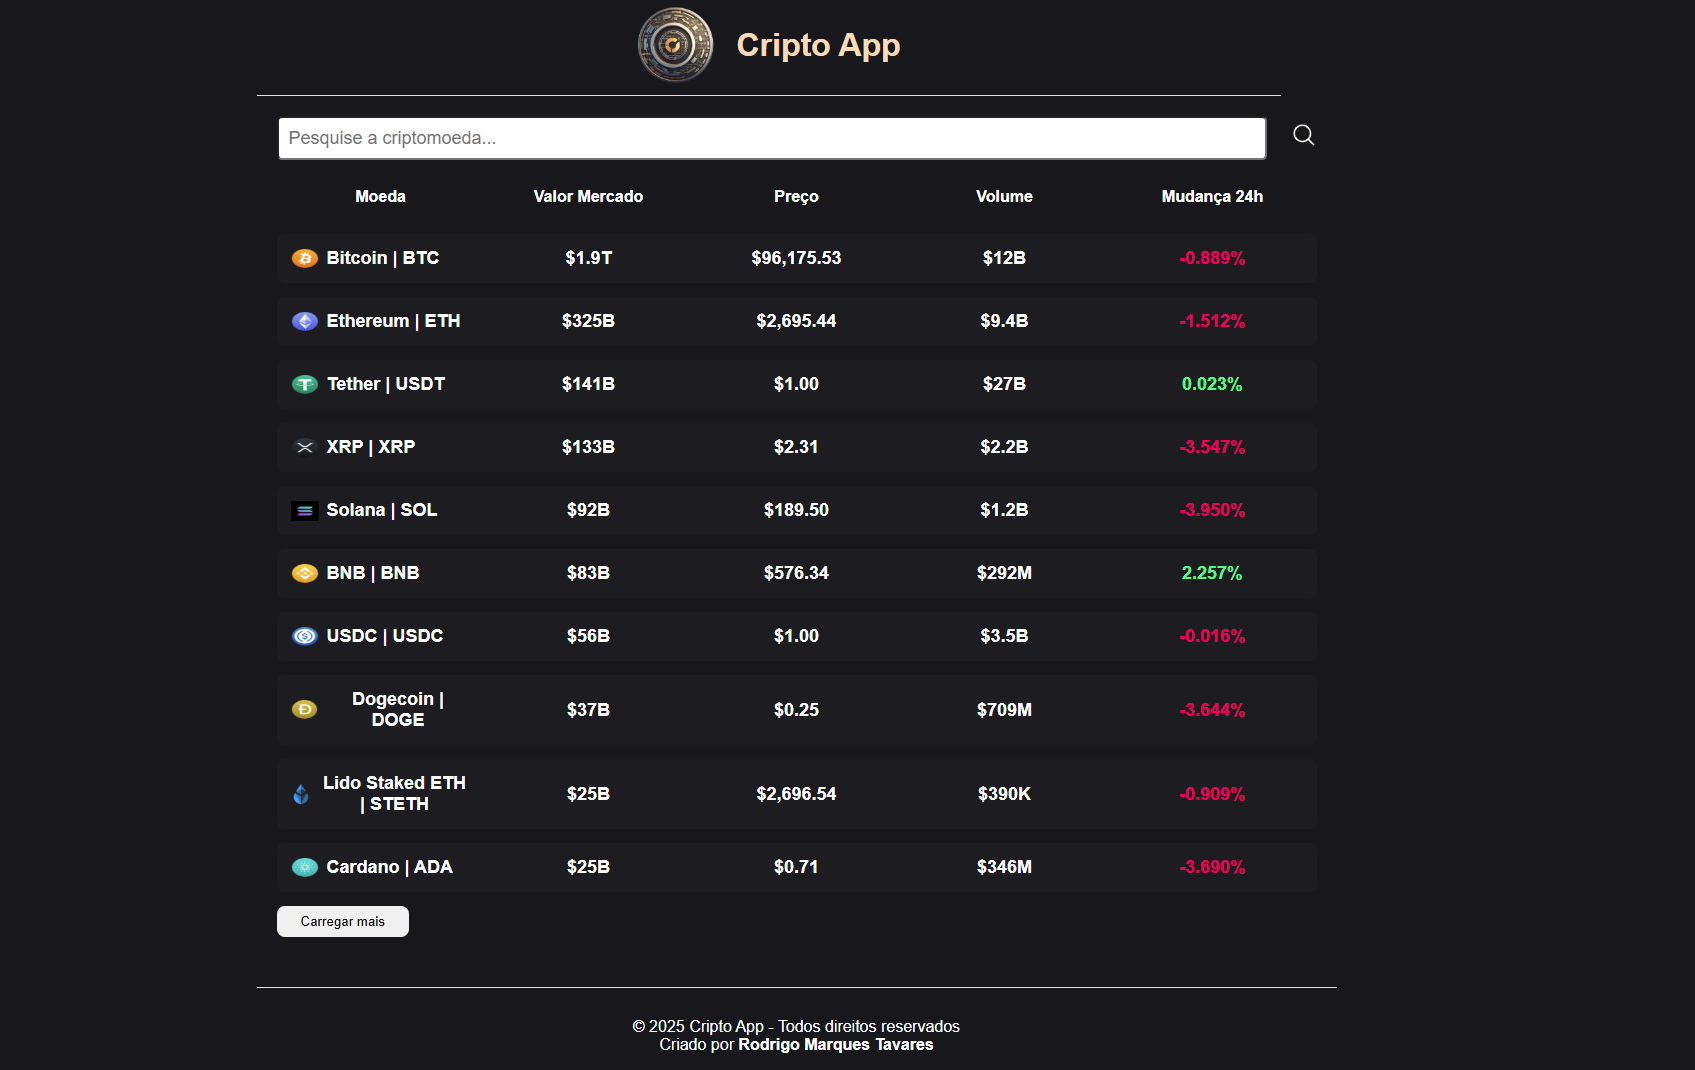 Cripto App
Pesquise a criptomoeda...
Moeda Valor Mercado Preço Volume Mudança 24h
Bitcoin | BTC $1.9T $96,175.53 $12B -0.889%
Ethereum | ETH $325B $2,695.44 $9.4B -1.512%
Tether | USDT $141B $1.00 $27B 0.023%
XRP | XRP $133B $2.31 $2.2B -3.547%
Solana | SOL $92B $189.50 $1.2B -3.950%
BNB | BNB $83B $576.34 $292M 2.257%
USDC | USDC $56B $1.00 $3.5B -0.016%
Dogecoin |
DOGE $37B $0.25 $709M -3.644%
Lido Staked ETH
| STETH $25B $2,696.54 $390K -0.909%
Cardano | ADA $25B $0.71 $346M -3.690%
Carregar mais
© 2025 Cripto App - Todos direitos reservados
Criado por Rodrigo Marques Tavares